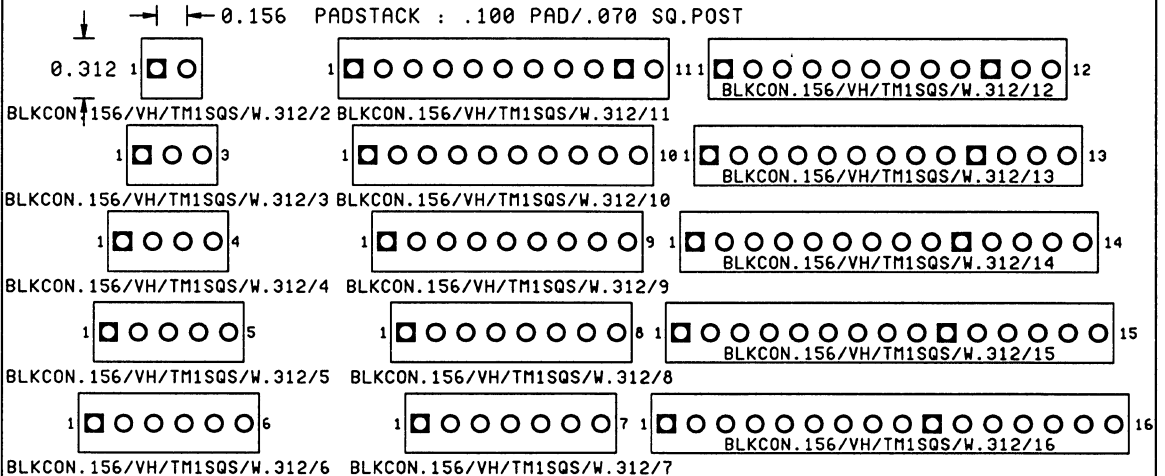 0.156 PADSTACK : .100 PAD/.070 SQ.POST
0.312 1 1 11 1 12
BLKCON.156/VH/TM1SQS/W.312/2 BLKCON.156/VH/TM1SQS/W.312/11 BLKCON.156/VH/TM1SQS/W.312/12
1 3 1 10 1 13
BLKCON.156/VH/TM1SQS/W.312/3 BLKCON.156/VH/TM1SQS/W.312/10 BLKCON.156/VH/TM1SQS/W.312/13
1 4 1 9 1 14
BLKCON.156/VH/TM1SQS/W.312/4 BLKCON.156/VH/TM1SQS/W.312/9 BLKCON.156/VH/TM1SQS/W.312/14
1 5 1 8 1 15
BLKCON.156/VH/TM1SQS/W.312/5 BLKCON.156/VH/TM1SQS/W.312/8 BLKCON.156/VH/TM1SQS/W.312/15
1 6 1 7 1 16
BLKCON.156/VH/TM1SQS/W.312/6 BLKCON.156/VH/TM1SQS/W.312/7 BLKCON.156/VH/TM1SQS/W.312/16